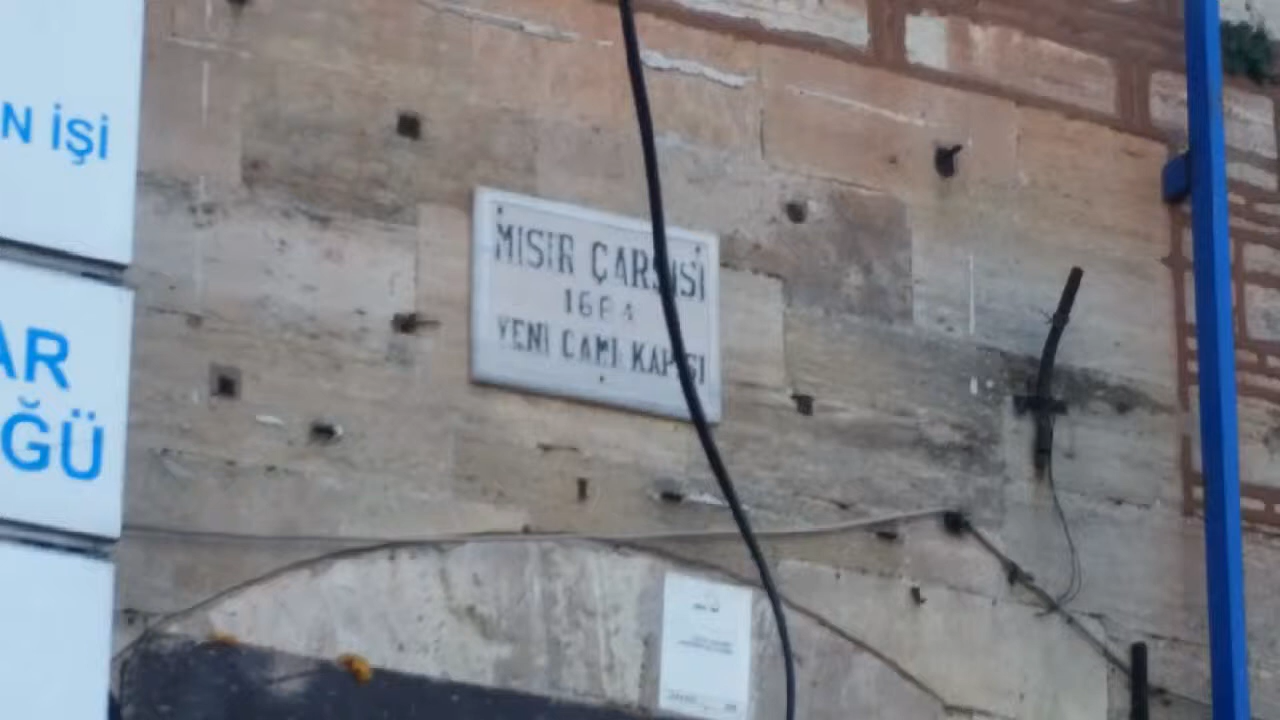 N İŞİ
AR
ĞÜ
MISIR ÇARŞISI
1664
YENİ CAMİ KAPISI